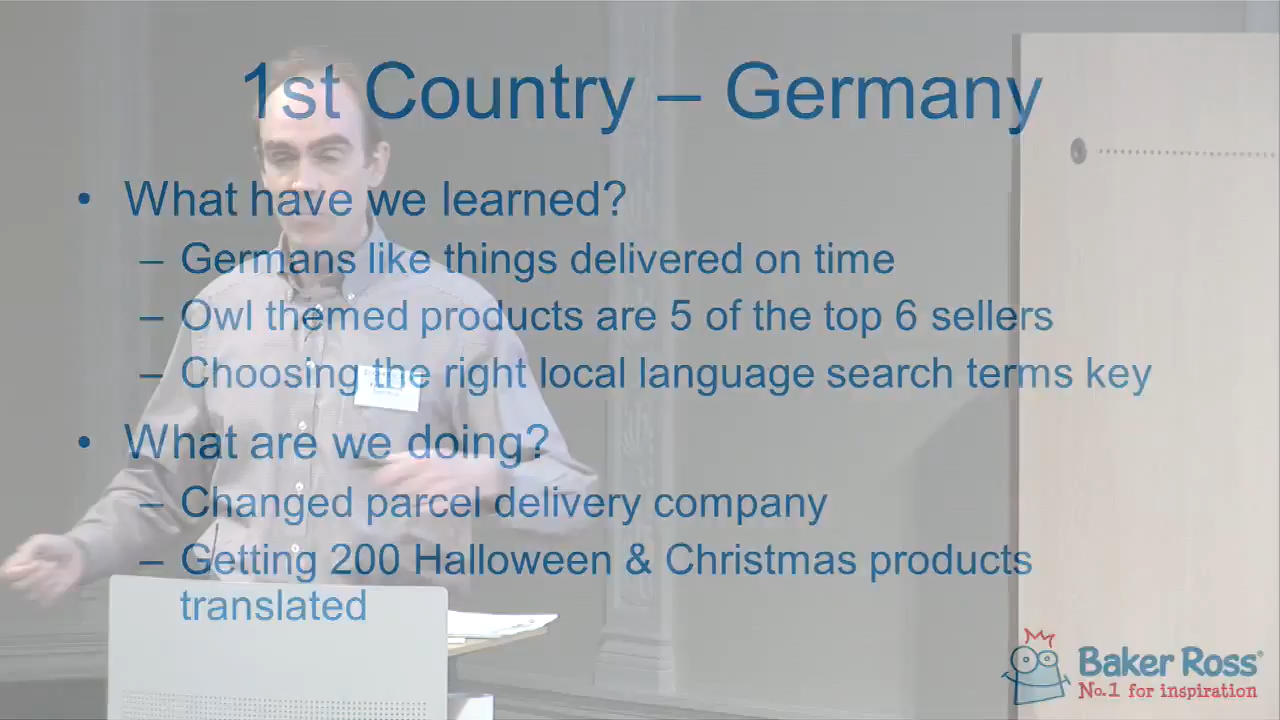 1st Country – Germany
• What have we learned?
– Germans like things delivered on time
– Owl themed products are 5 of the top 6 sellers
– Choosing the right local language search terms key
• What are we doing?
– Changed parcel delivery company
– Getting 200 Halloween & Christmas products
translated
Baker Ross®
No.1 for inspiration